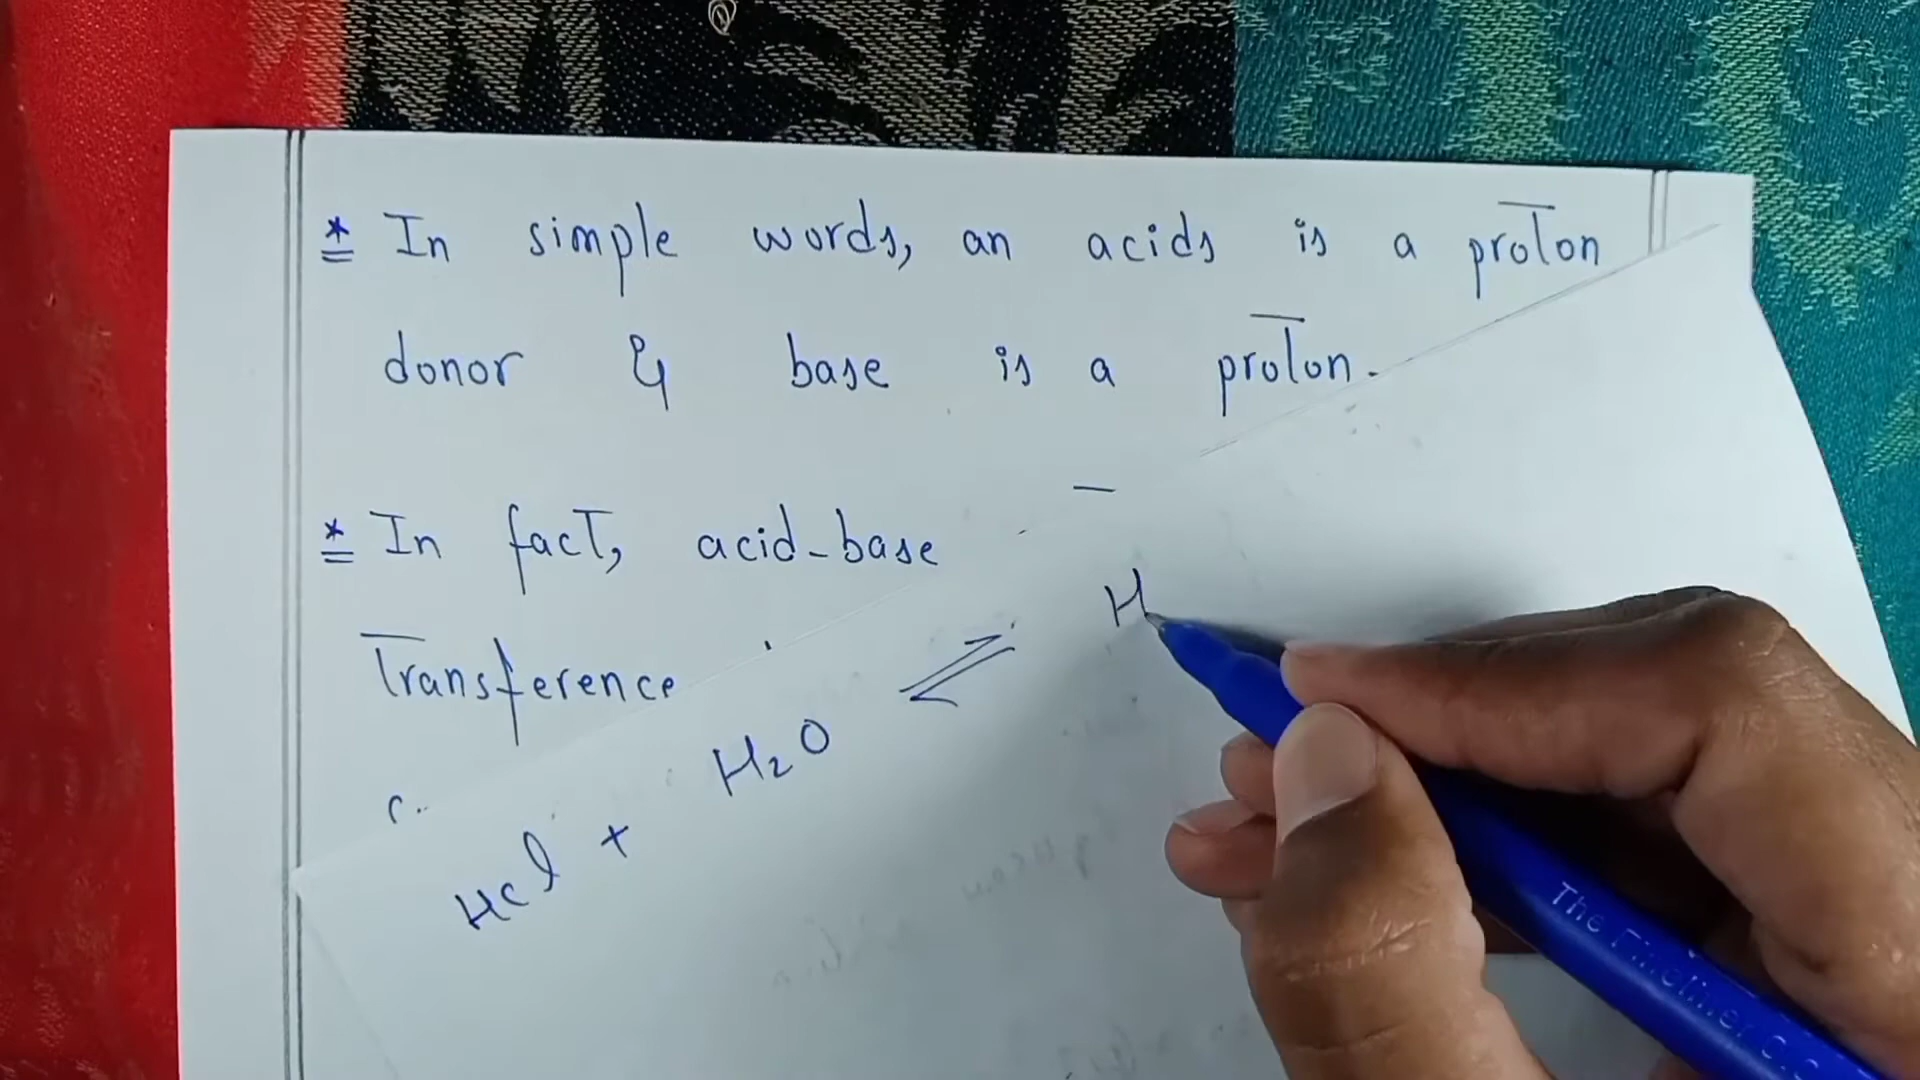 * In simple words, an acids is a proton
donor & base is a proton.
* In fact, acid-base
Transference
HCl + H2O ⇌ H
The Fineliner